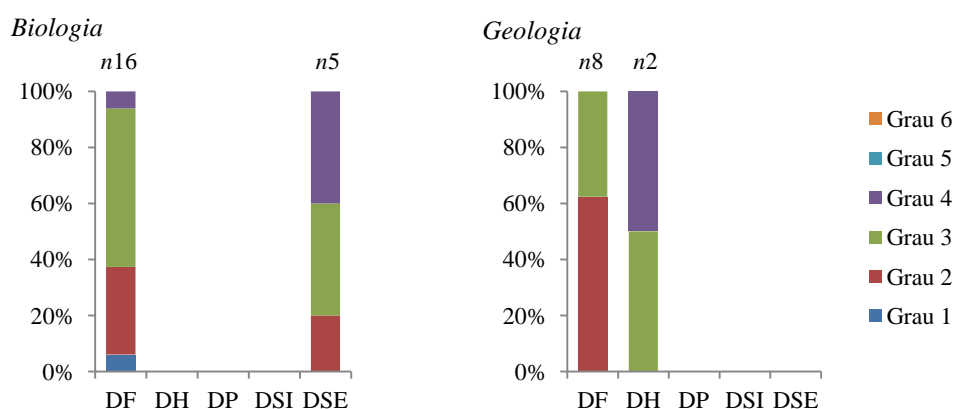 Biologia
n16 n5
100%
80%
60%
40%
20%
0%
DF DH DP DSI DSE
Geologia
n8 n2
100%
80%
60%
40%
20%
0%
DF DH DP DSI DSE
Grau 6
Grau 5
Grau 4
Grau 3
Grau 2
Grau 1